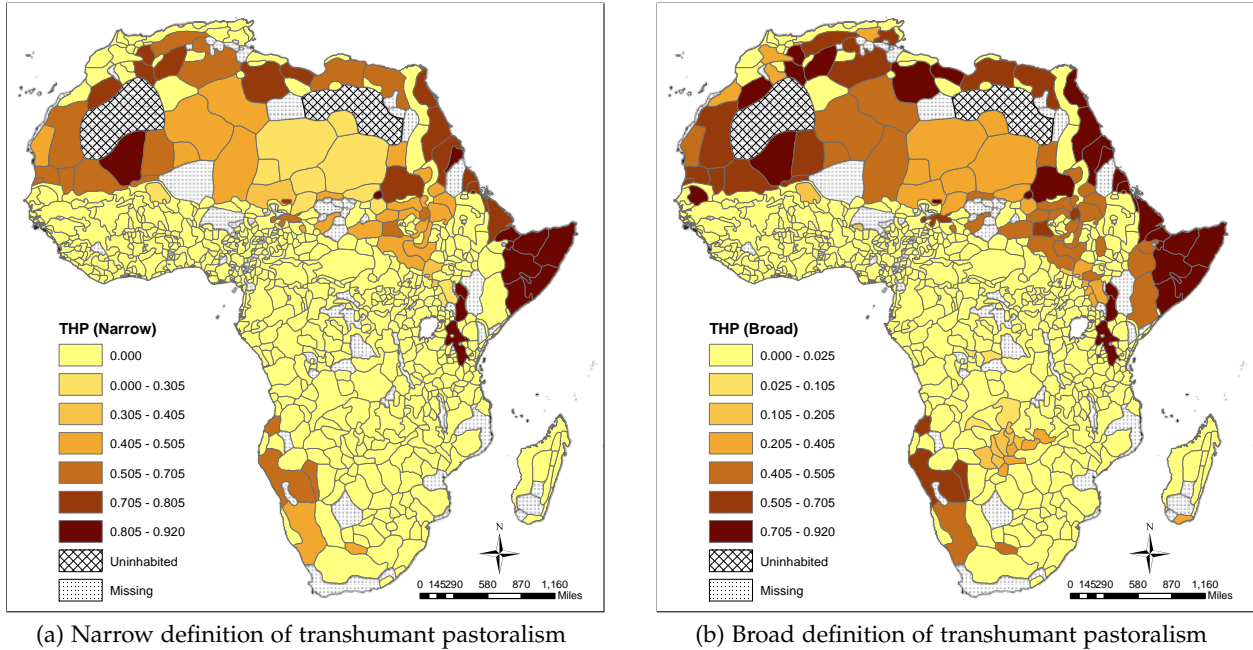 THP (Narrow)
0.000
0.000 - 0.305
0.305 - 0.405
0.405 - 0.505
0.505 - 0.705
0.705 - 0.805
0.805 - 0.920
Uninhabited
Missing
N
0 145290 580 870 1,160
Miles
(a) Narrow definition of transhumant pastoralism
THP (Broad)
0.000 - 0.025
0.025 - 0.105
0.105 - 0.205
0.205 - 0.405
0.405 - 0.505
0.505 - 0.705
0.705 - 0.920
Uninhabited
Missing
N
0 145290 580 870 1,160
Miles
(b) Broad definition of transhumant pastoralism